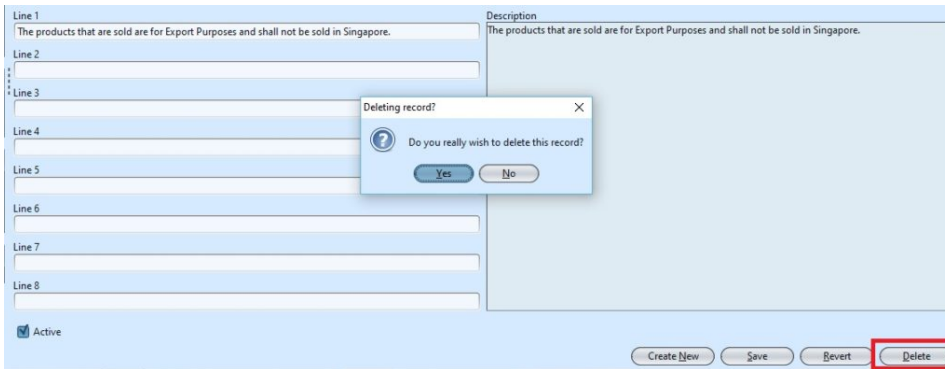 Line 1
The products that are sold are for Export Purposes and shall not be sold in Singapore.
Line 2
Line 3
Line 4
Line 5
Line 6
Line 7
Line 8
Active
Description
The products that are sold are for Export Purposes and shall not be sold in Singapore.
Deleting record?
Do you really wish to delete this record?
Yes No
Create New Save Revert Delete